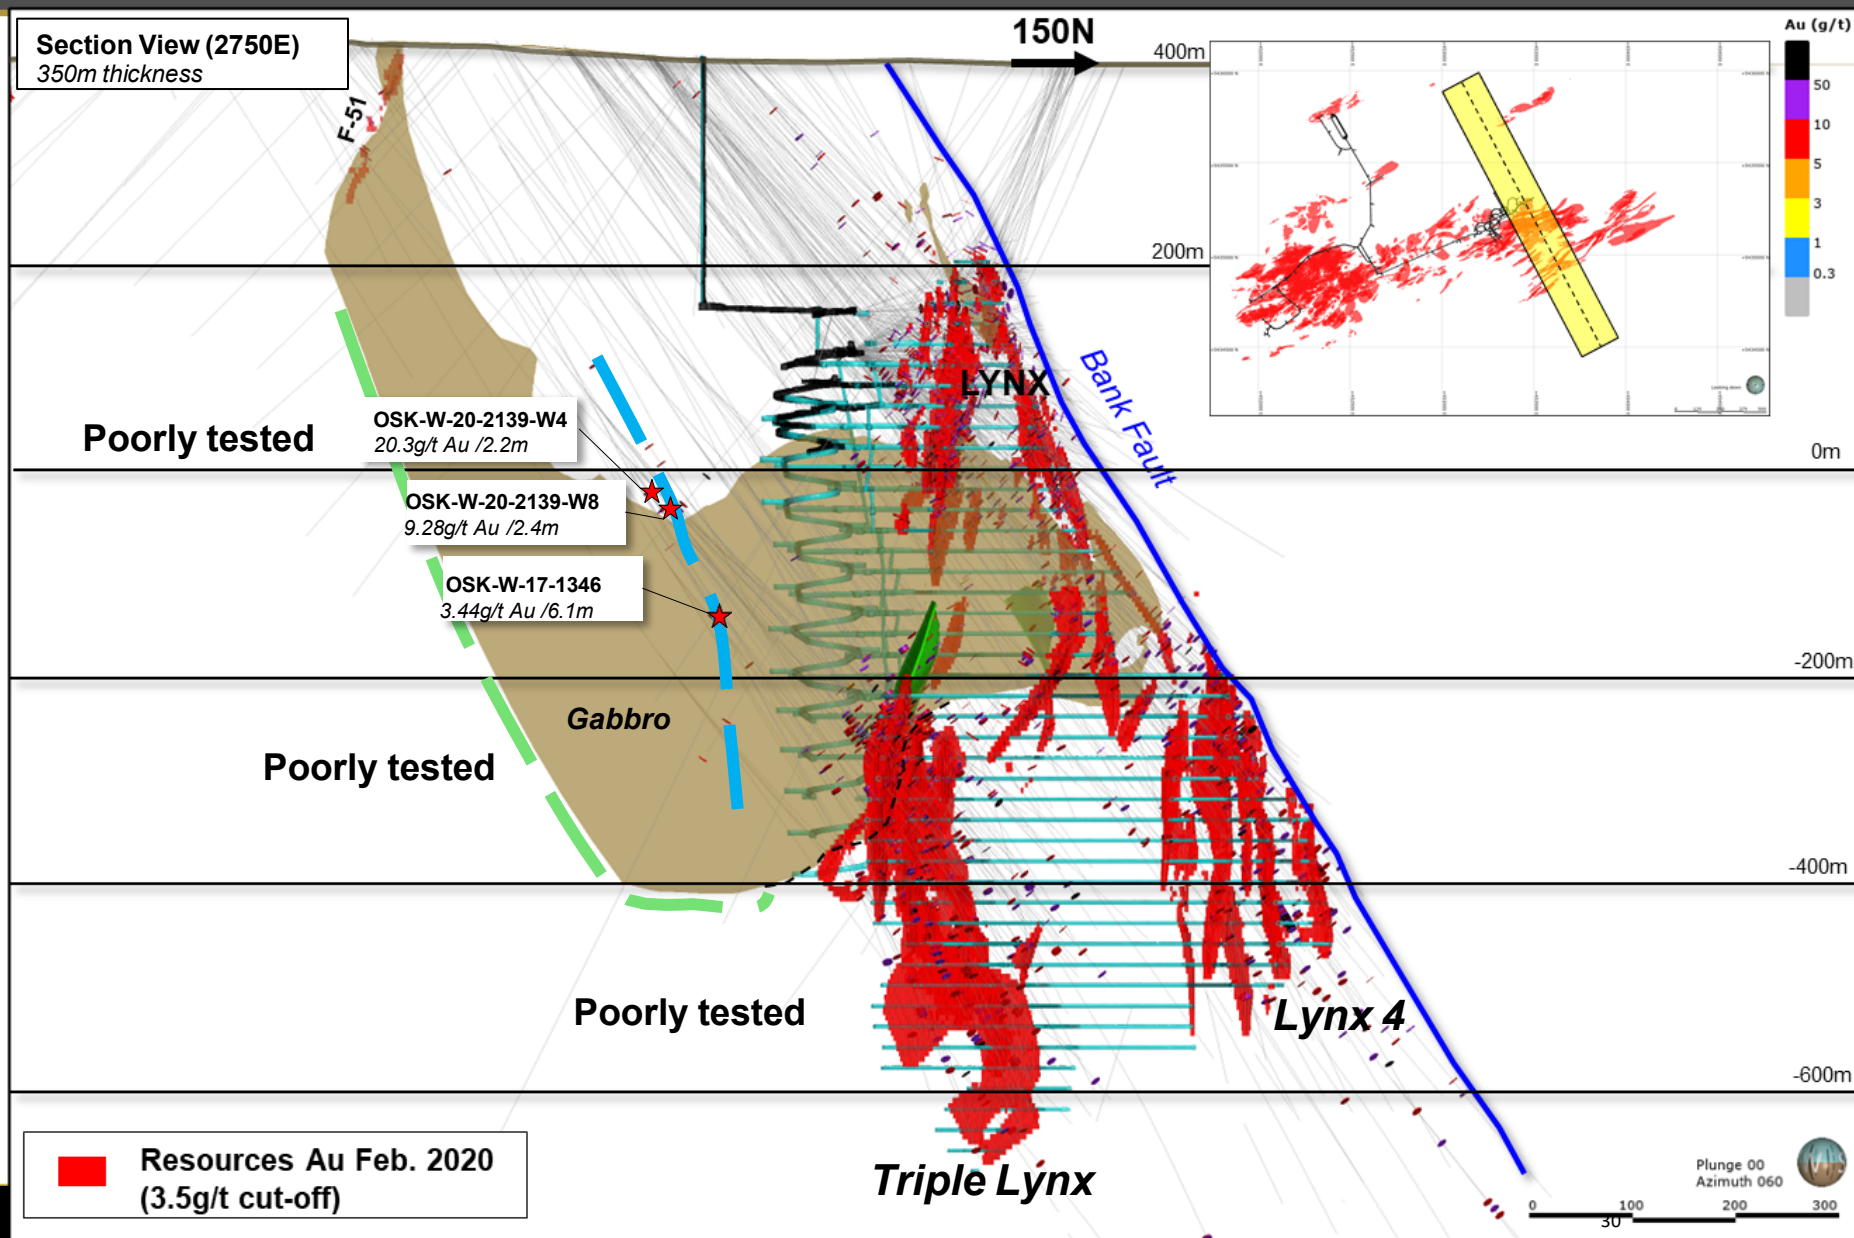 Section View (2750E)
350m thickness
150N
400m
Au (g/t)
50
10
5
3
1
0.3
F-51
200m
LYNX
Bank Fault
Poorly tested
OSK-W-20-2139-W4
20.3g/t Au /2.2m
0m
OSK-W-20-2139-W8
9.28g/t Au /2.4m
OSK-W-17-1346
3.44g/t Au /6.1m
-200m
Gabbro
Poorly tested
-400m
Poorly tested
Lynx 4
-600m
Triple Lynx
Resources Au Feb. 2020
(3.5g/t cut-off)
Plunge 00
Azimuth 060
0 100 200 300
30